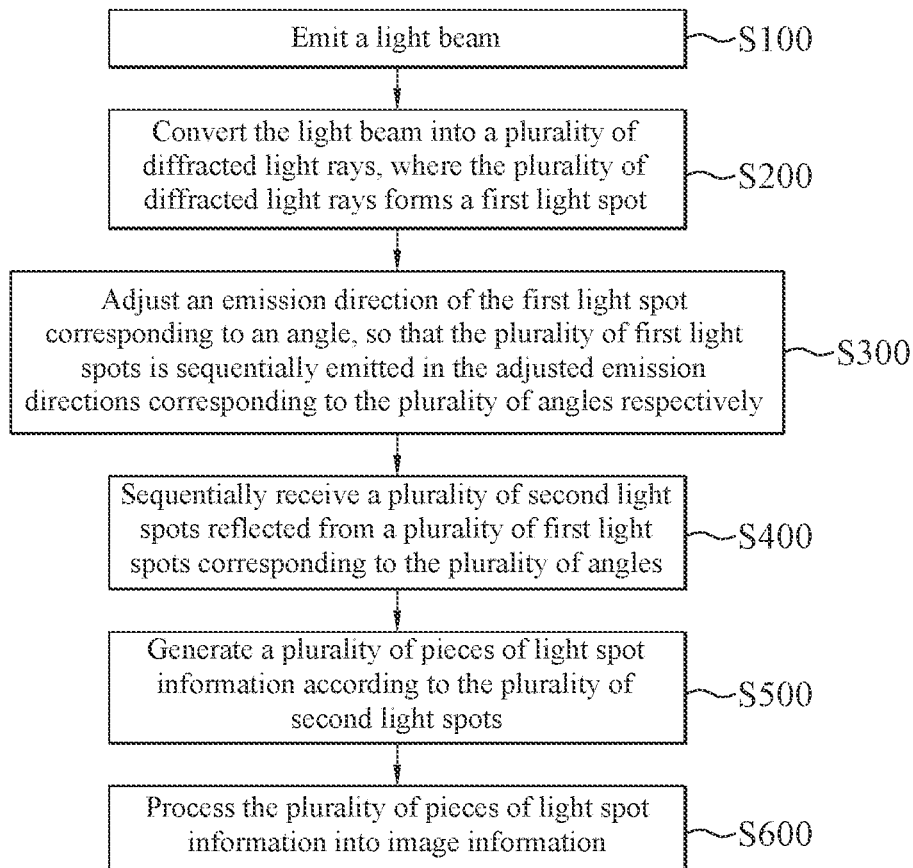 Emit a light beam
S100
Convert the light beam into a plurality of
diffracted light rays, where the plurality of
diffracted light rays forms a first light spot
S200
Adjust an emission direction of the first light spot
corresponding to an angle, so that the plurality of first light
spots is sequentially emitted in the adjusted emission
directions corresponding to the plurality of angles respectively
S300
Sequentially receive a plurality of second light
spots reflected from a plurality of first light
spots corresponding to the plurality of angles
S400
Generate a plurality of pieces of light spot
information according to the plurality of
second light spots
S500
Process the plurality of pieces of light spot
information into image information
S600